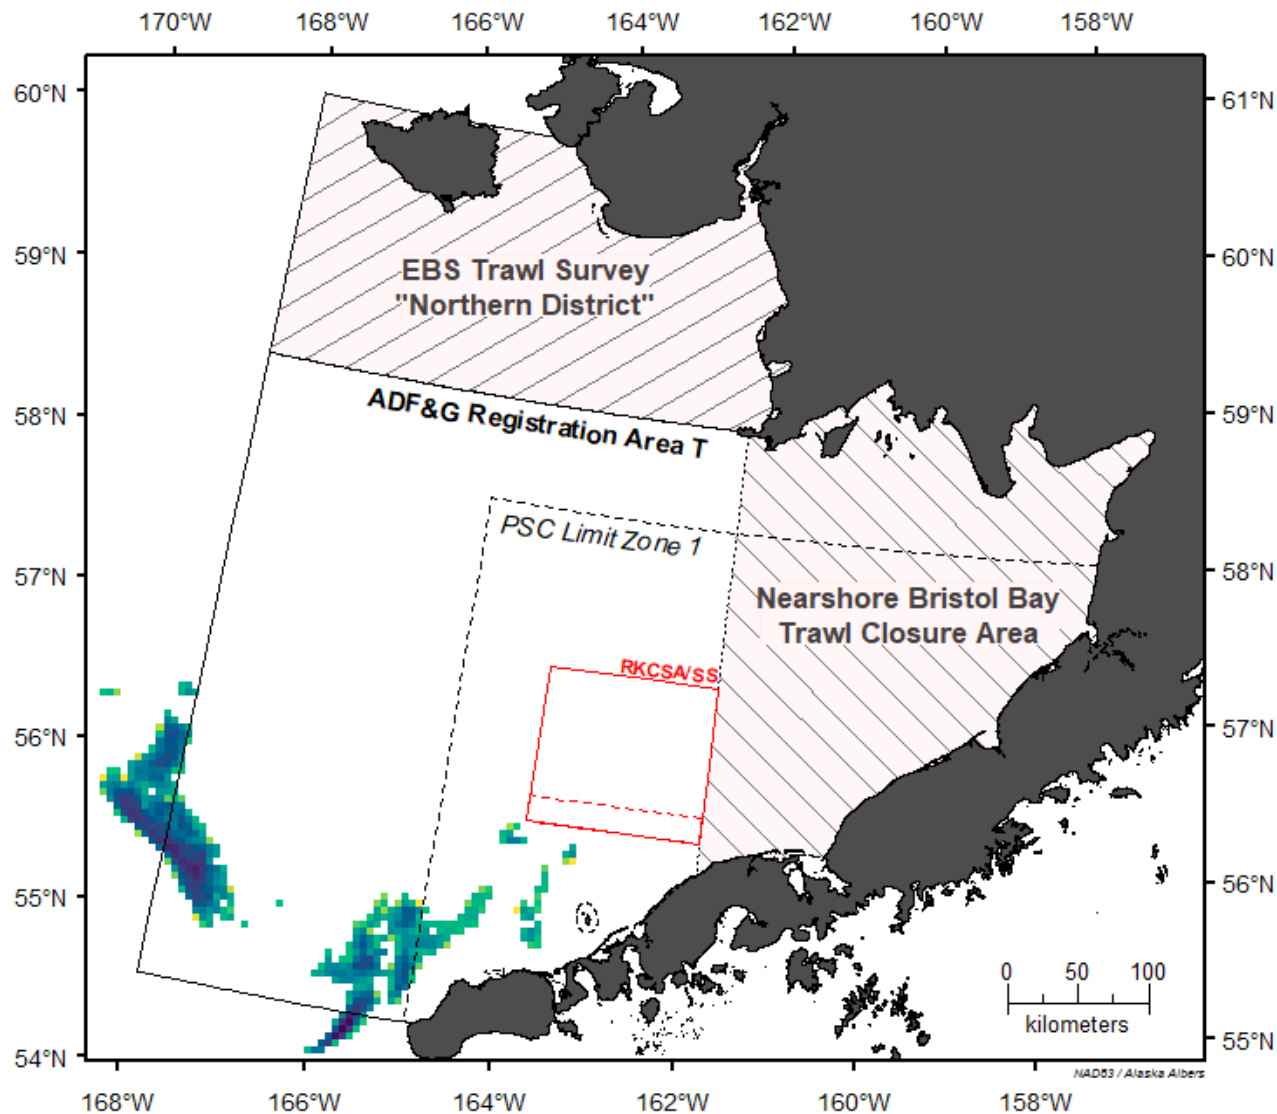 170°W 168°W 166°W 164°W 162°W 160°W 158°W
60°N
61°N
59°N
60°N
EBS Trawl Survey
"Northern District"
58°N
59°N
ADF&G Registration Area T
PSC Limit Zone 1
57°N
58°N
Nearshore Bristol Bay
Trawl Closure Area
RKCSA/SS
56°N
57°N
55°N
56°N
0 50 100
kilometers
54°N
55°N
NAD83 / Alaska Albers
168°W 166°W 164°W 162°W 160°W 158°W